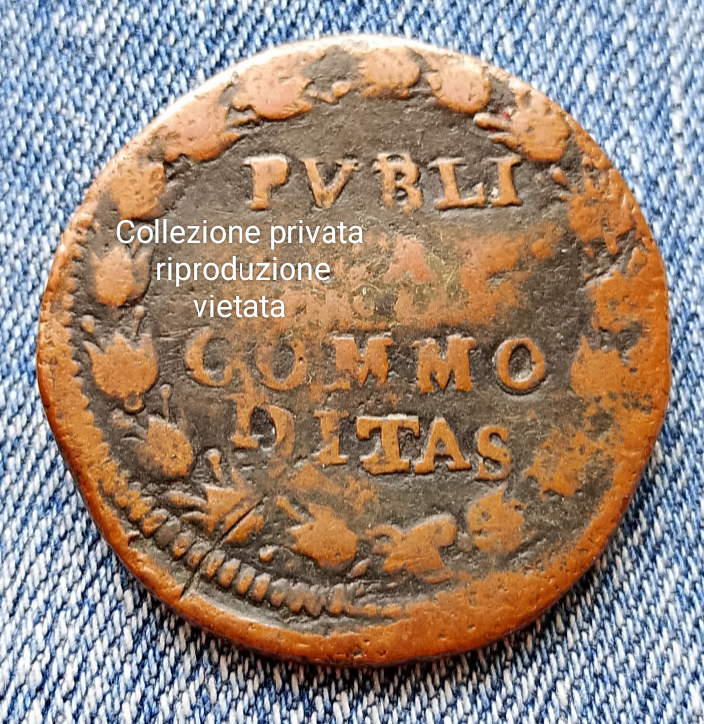 PVBLI
Collezione privata
riproduzione
vietata
COMMO
DITAS